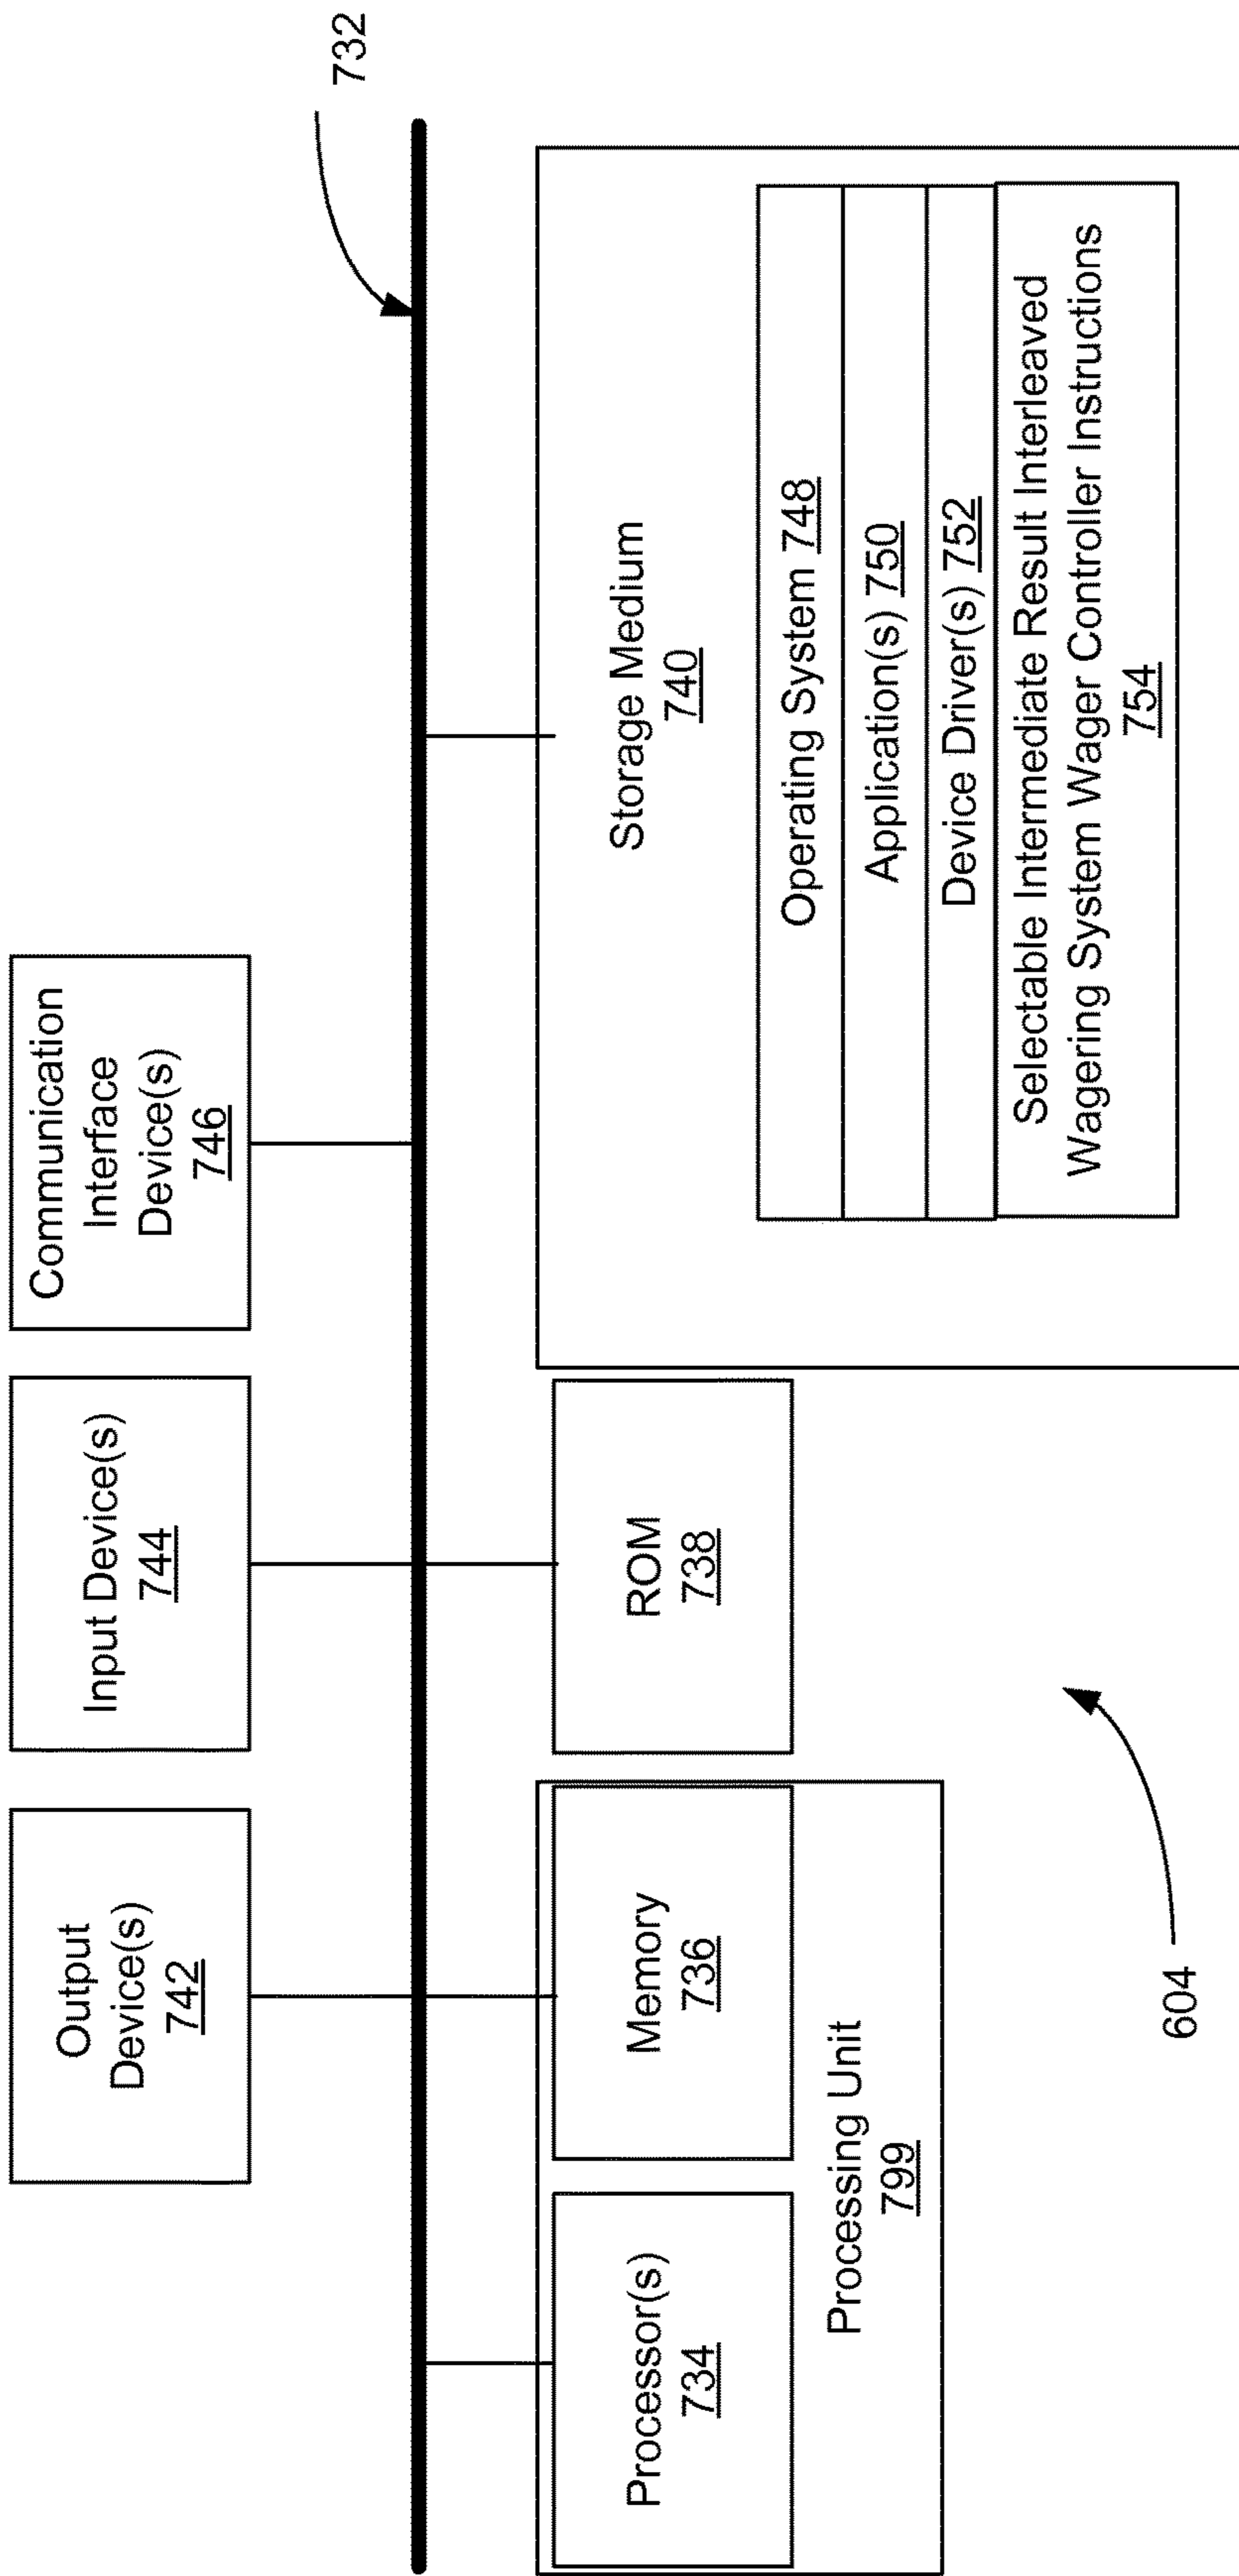 732
Output
Device(s)
742
Input Device(s)
744
Communication
Interface
Device(s)
746
Processor(s)
734
Memory
736
Processing Unit
799
ROM
738
Storage Medium
740
Operating System 748
Application(s) 750
Device Driver(s) 752
Selectable Intermediate Result Interleaved
Wagering System Wager Controller Instructions
754
604